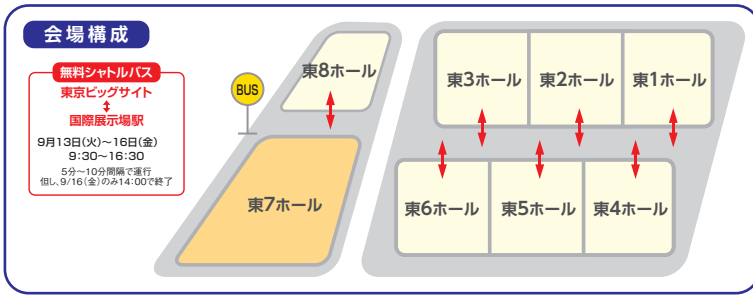 会場構成
無料シャトルバス
東京ビッグサイト
国際展示場駅
9月13日(火)～16日(金)
9:30～16:30
5分～10分間隔で運行
但し、9/16(金)のみ14:00で終了
BUS
東8ホール
東7ホール
東3ホール
東2ホール
東1ホール
東6ホール
東5ホール
東4ホール